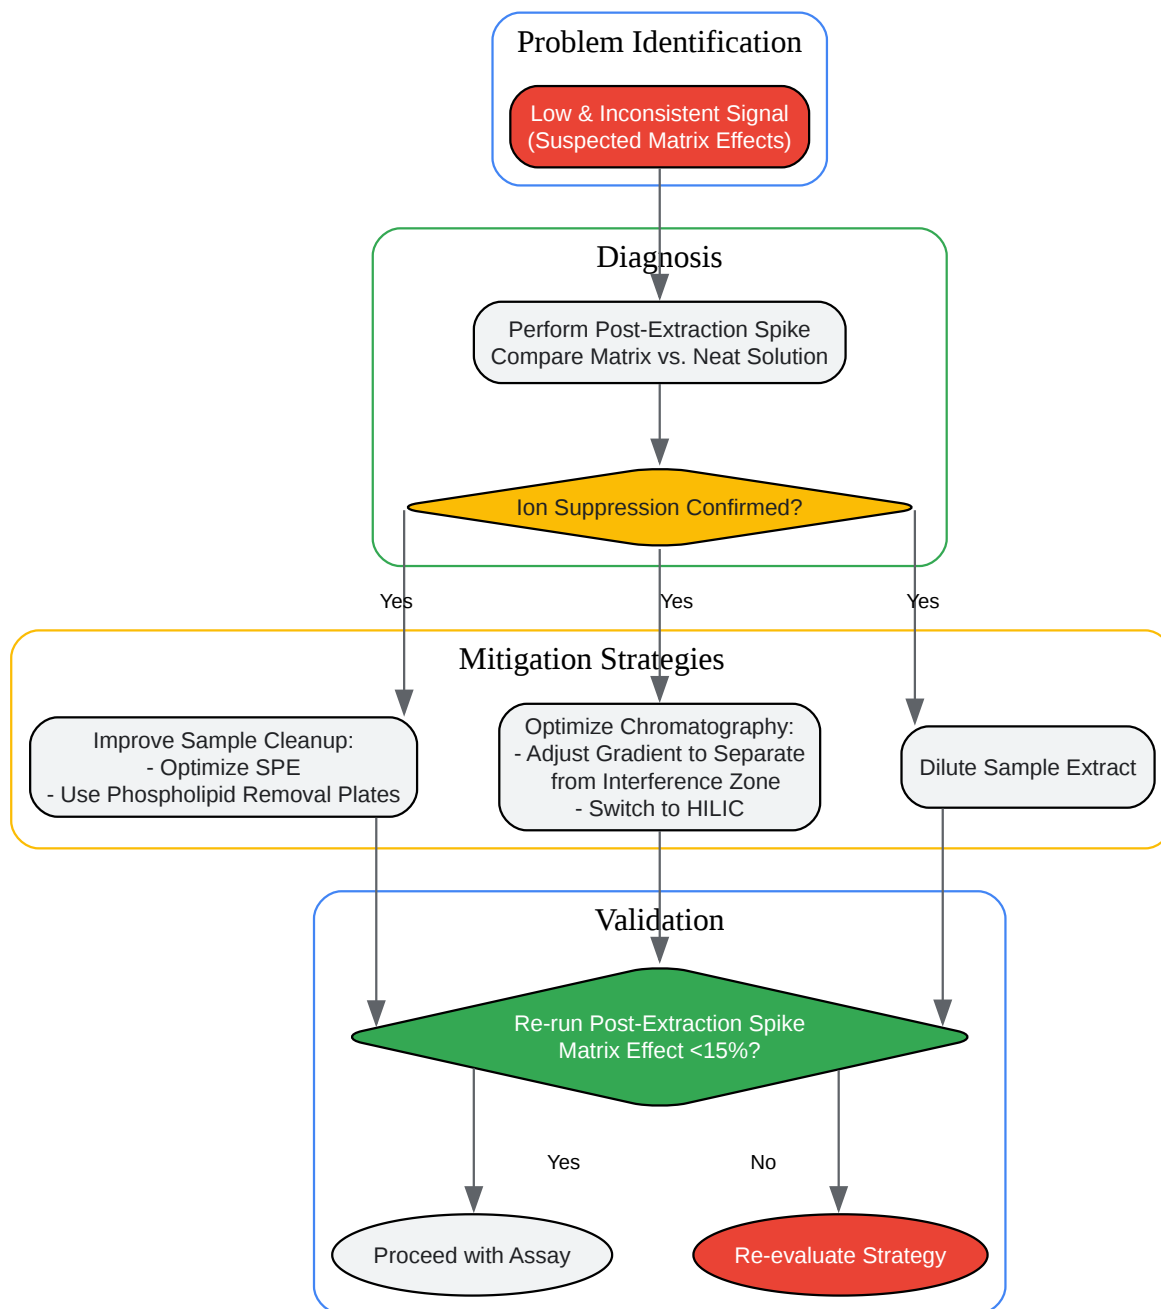 Problem Identification
Low & Inconsistent Signal
(Suspected Matrix Effects)
Diagnosis
Perform Post-Extraction Spike
Compare Matrix vs. Neat Solution
Ion Suppression Confirmed?
Yes
Yes
Yes
Mitigation Strategies
Improve Sample Cleanup:
- Optimize SPE
- Use Phospholipid Removal Plates
Optimize Chromatography:
- Adjust Gradient to Separate
from Interference Zone
- Switch to HILIC
Dilute Sample Extract
Validation
Re-run Post-Extraction Spike
Matrix Effect <15%?
Yes
No
Proceed with Assay
Re-evaluate Strategy